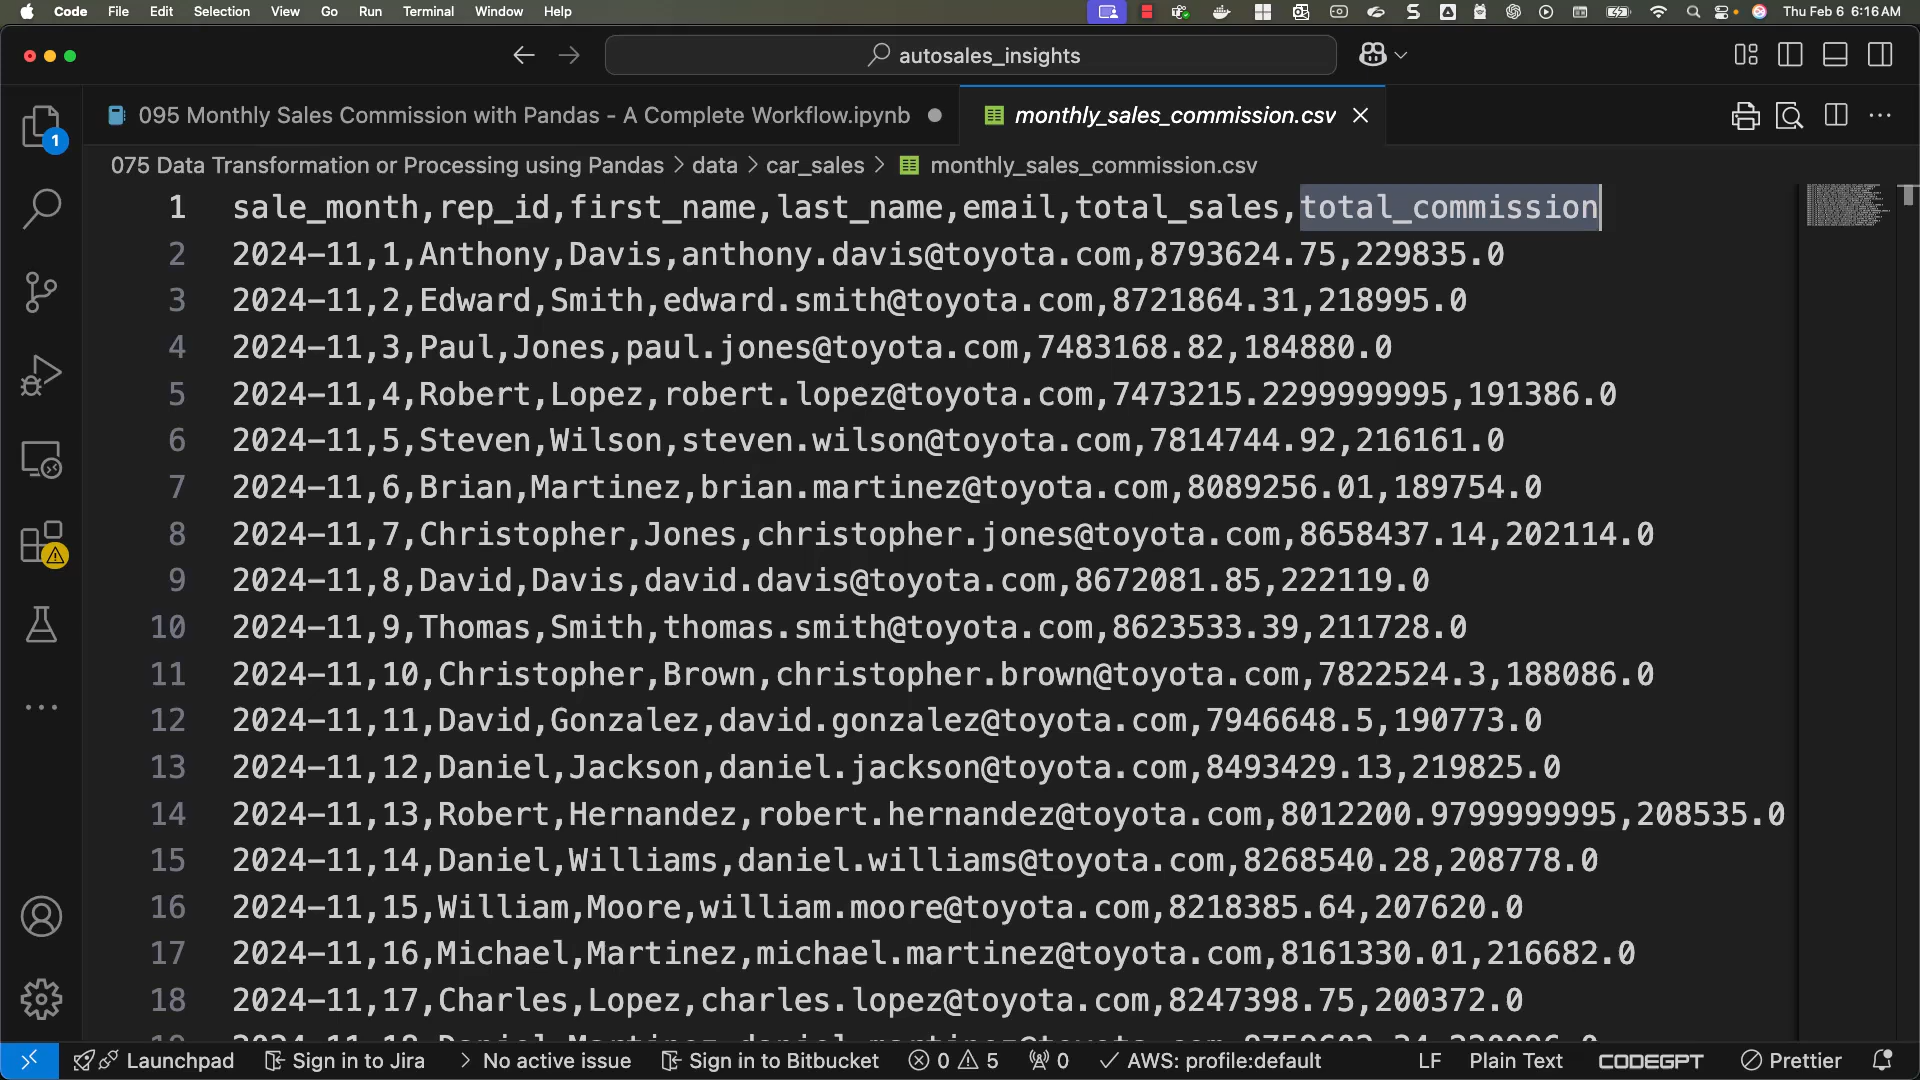 Code File Edit Selection View Go Run Terminal Window Help Thu Feb 6 6:16 AM
autosales_insights
095 Monthly Sales Commission with Pandas - A Complete Workflow.ipynb monthly_sales_commission.csv
075 Data Transformation or Processing using Pandas > data > car_sales > monthly_sales_commission.csv
1 sale_month,rep_id,first_name,last_name,email,total_sales,total_commission
2 2024-11,1,Anthony,Davis,anthony.davis@toyota.com,8793624.75,229835.0
3 2024-11,2,Edward,Smith,edward.smith@toyota.com,8721864.31,218995.0
4 2024-11,3,Paul,Jones,paul.jones@toyota.com,7483168.82,184880.0
5 2024-11,4,Robert,Lopez,robert.lopez@toyota.com,7473215.2299999995,191386.0
6 2024-11,5,Steven,Wilson,steven.wilson@toyota.com,7814744.92,216161.0
7 2024-11,6,Brian,Martinez,brian.martinez@toyota.com,8089256.01,189754.0
8 2024-11,7,Christopher,Jones,christopher.jones@toyota.com,8658437.14,202114.0
9 2024-11,8,David,Davis,david.davis@toyota.com,8672081.85,222119.0
10 2024-11,9,Thomas,Smith,thomas.smith@toyota.com,8623533.39,211728.0
11 2024-11,10,Christopher,Brown,christopher.brown@toyota.com,7822524.3,188086.0
12 2024-11,11,David,Gonzalez,david.gonzalez@toyota.com,7946648.5,190773.0
13 2024-11,12,Daniel,Jackson,daniel.jackson@toyota.com,8493429.13,219825.0
14 2024-11,13,Robert,Hernandez,robert.hernandez@toyota.com,8012200.9799999995,208535.0
15 2024-11,14,Daniel,Williams,daniel.williams@toyota.com,8268540.28,208778.0
16 2024-11,15,William,Moore,william.moore@toyota.com,8218385.64,207620.0
17 2024-11,16,Michael,Martinez,michael.martinez@toyota.com,8161330.01,216682.0
18 2024-11,17,Charles,Lopez,charles.lopez@toyota.com,8247398.75,200372.0
Launchpad Sign in to Jira > No active issue Sign in to Bitbucket 0 5 0 AWS: profile:default LF Plain Text CODEGPT Prettier